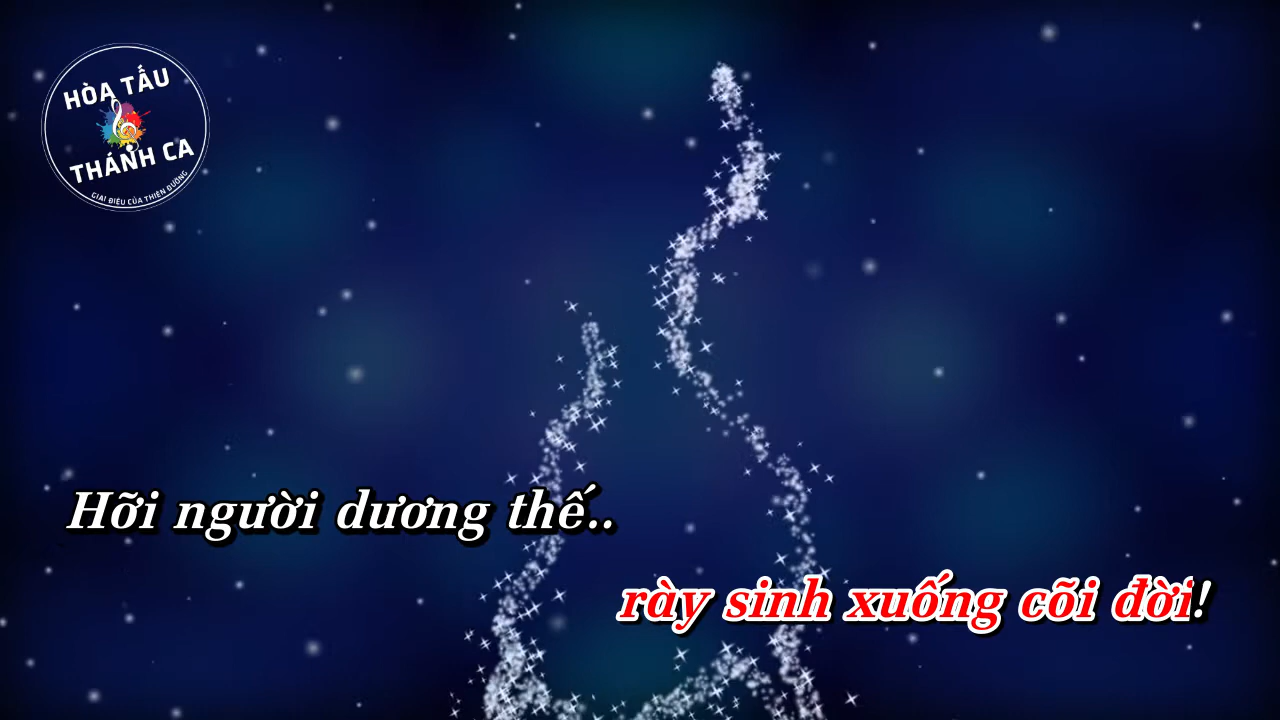 HÒA TẤU
THÁNH CA
GIAI ĐIỆU CỦA THIÊN ĐƯỜNG
Hỡi người dương thế..
rày sinh xuống cõi đời!